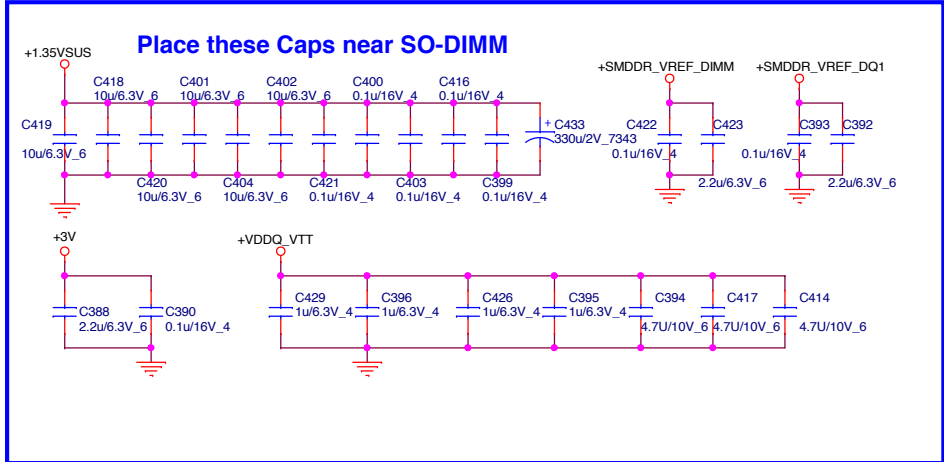 Place these Caps near SO-DIMM
+1.35VSUS
+SMDDR_VREF_DIMM
+SMDDR_VREF_DQ1
C418
10u/6.3V_6
C401
10u/6.3V_6
C402
10u/6.3V_6
C400
0.1u/16V_4
C416
0.1u/16V_4
C419
10u/6.3V_6
+ C433
330u/2V_7343
C422
0.1u/16V_4
C423
2.2u/6.3V_6
C393
0.1u/16V_4
C392
2.2u/6.3V_6
C420
10u/6.3V_6
C404
10u/6.3V_6
C421
0.1u/16V_4
C403
0.1u/16V_4
C399
0.1u/16V_4
+3V
+VDDQ_VTT
C388
2.2u/6.3V_6
C390
0.1u/16V_4
C429
1u/6.3V_4
C396
1u/6.3V_4
C426
1u/6.3V_4
C395
1u/6.3V_4
C394
4.7U/10V_6
C417
4.7U/10V_6
C414
4.7U/10V_6